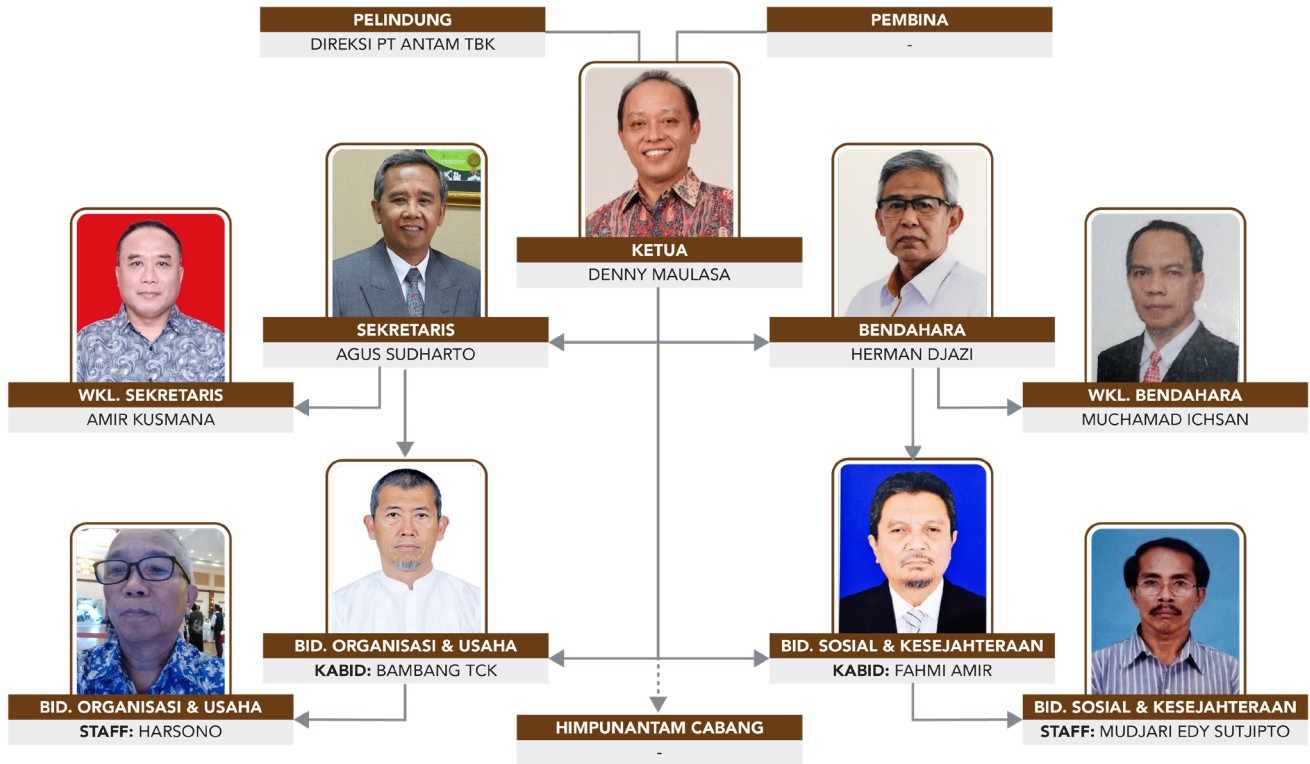 PELINDUNG
DIREKSI PT ANTAM TBK
PEMBINA
-
KETUA
DENNY MAULASA
SEKRETARIS
AGUS SUDHARTO
BENDAHARA
HERMAN DJAZI
WKL. SEKRETARIS
AMIR KUSMANA
WKL. BENDAHARA
MUCHAMAD ICHSAN
BID. ORGANISASI & USAHA
KABID: BAMBANG TCK
BID. SOSIAL & KESEJAHTERAAN
KABID: FAHMI AMIR
BID. ORGANISASI & USAHA
STAFF: HARSONO
HIMPUNANTAM CABANG
-
BID. SOSIAL & KESEJAHTERAAN
STAFF: MUDJARI EDY SUTJIPTO